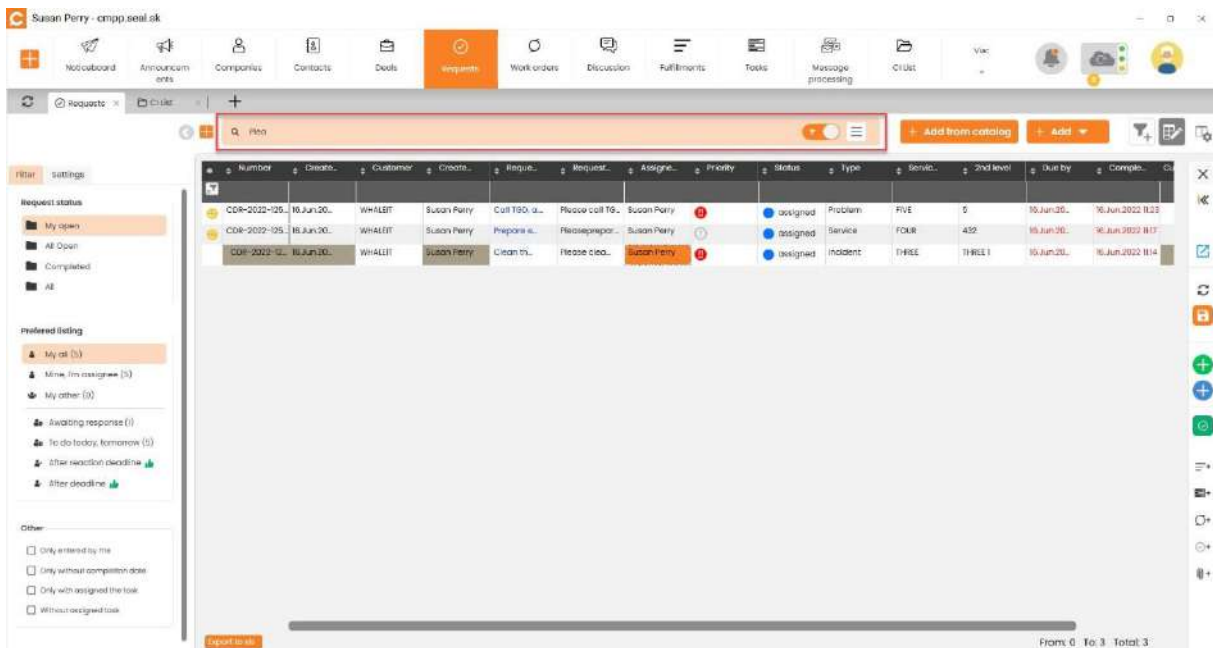 Susan Perry - cmpp.seal.sk
Noticeboard
Announcem
ents
Companies
Contacts
Deals
Requests
Work orders
Discussion
Fulfillments
Tasks
Message
processing
CI List
Viac
Requests ×
CI List
+
Plea
+ Add from catalog
+ Add
Filter Settings
Number Create... Customer Create... Reque... Request... Assigne... Priority Status Type Servic... 2nd level Due by Comple... Cu
CDR-2022-125... 16.Jun.20... WHALEIT Susan Perry Call TGD, a... Please call TG... Susan Perry assigned Problem FIVE 5 16.Jun.20... 16.Jun.2022 11:23
CDR-2022-125... 16.Jun.20... WHALEIT Susan Perry Prepare e... Pleaseprepar... Susan Perry assigned Service FOUR 432 16.Jun.20... 16.Jun.2022 11:17
CDR-2022-12... 16.Jun.20... WHALEIT Susan Perry Clean th... Please clea... Susan Perry assigned Incident THREE THREE 1 16.Jun.20... 16.Jun.2022 11:14
Request status
My open
All Open
Completed
All
Prefered listing
My all (5)
Mine, I'm assignee (5)
My other (0)
Awaiting response (1)
To do today, tomorrow (5)
After reaction deadline
After deadline
Other
Only entered by me
Only without completion date
Only with assigned the task
Without assigned task
Export to xls
From: 0 To: 3 Total: 3